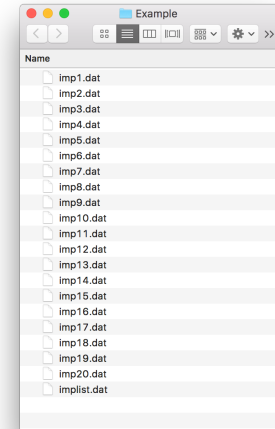 Example
Name
imp1.dat
imp2.dat
imp3.dat
imp4.dat
imp5.dat
imp6.dat
imp7.dat
imp8.dat
imp9.dat
imp10.dat
imp11.dat
imp12.dat
imp13.dat
imp14.dat
imp15.dat
imp16.dat
imp17.dat
imp18.dat
imp19.dat
imp20.dat
implist.dat